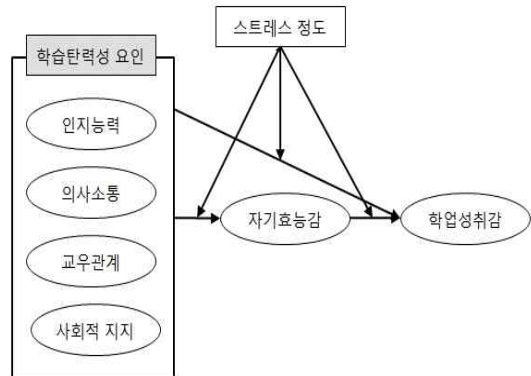 스트레스 정도
학습탄력성 요인
인지능력
의사소통
자기효능감
학업성취감
교우관계
사회적 지지